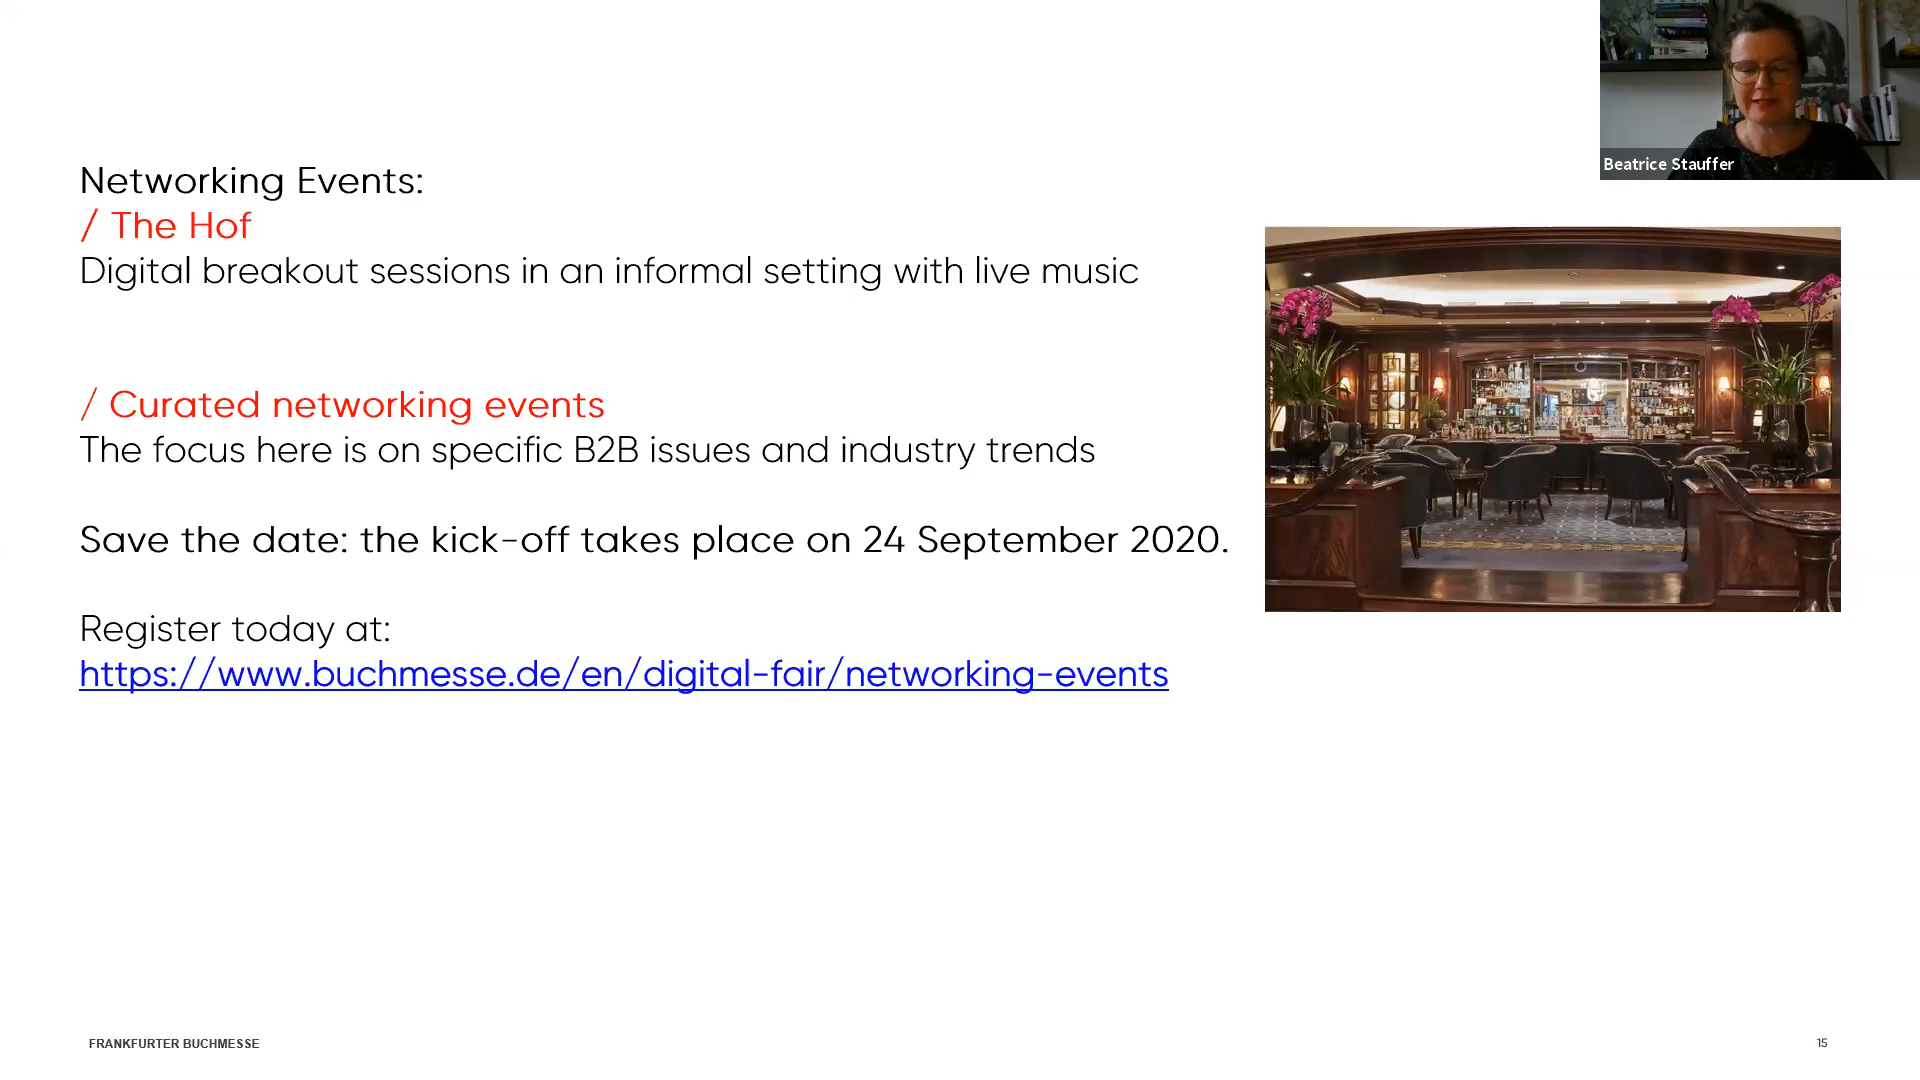 Beatrice Stauffer
Networking Events:
/ The Hof
Digital breakout sessions in an informal setting with live music
/ Curated networking events
The focus here is on specific B2B issues and industry trends
Save the date: the kick-off takes place on 24 September 2020.
Register today at:
https://www.buchmesse.de/en/digital-fair/networking-events
FRANKFURTER BUCHMESSE
15